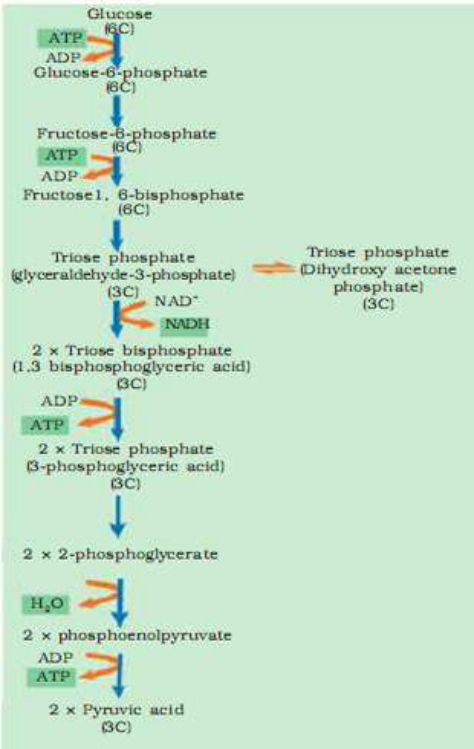 Glucose
(6C)
ATP
ADP
Glucose-6-phosphate
(6C)
Fructose-6-phosphate
(6C)
ATP
ADP
Fructose1, 6-bisphosphate
(6C)
Triose phosphate
(glyceraldehyde-3-phosphate)
(3C)
Triose phosphate
(Dihydroxy acetone
phosphate)
(3C)
NAD⁺
NADH
2 × Triose bisphosphate
(1,3 bisphosphoglyceric acid)
(3C)
ADP
ATP
2 × Triose phosphate
(3-phosphoglyceric acid)
(3C)
2 × 2-phosphoglycerate
H₂O
2 × phosphoenolpyruvate
ADP
ATP
2 × Pyruvic acid
(3C)